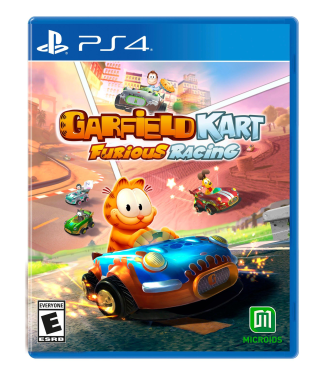 PS4
GARFIELD KART
FURIOUS RACING
EVERYONE
E
ESRB
MICROIDS